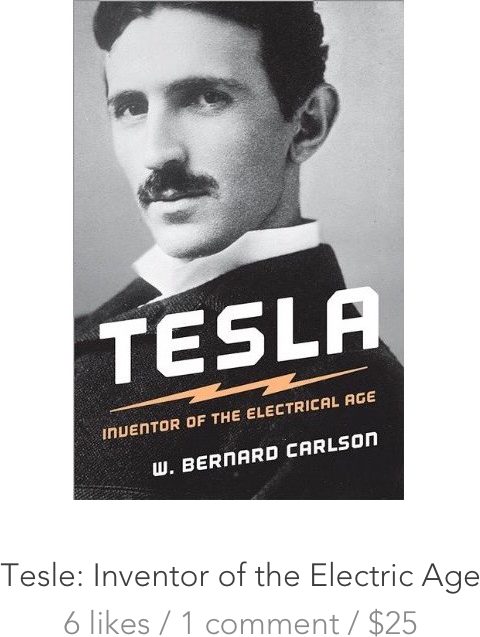 TESLA
INVENTOR OF THE ELECTRICAL AGE
W. BERNARD CARLSON
Tesle: Inventor of the Electric Age
6 likes / 1 comment / $25